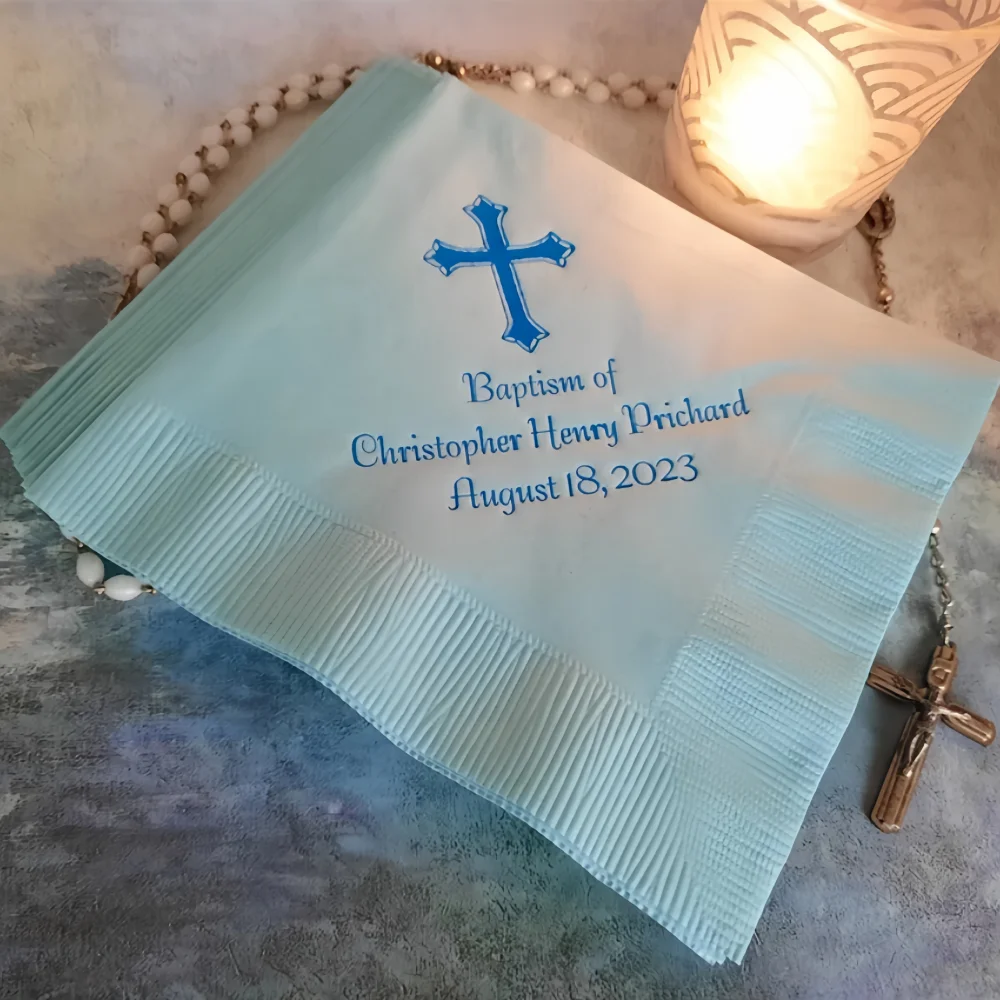 Baptism of
Christopher Henry Prichard
August 18, 2023